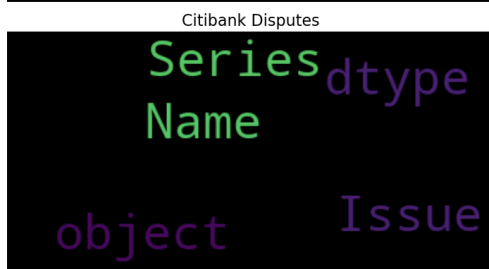 Citibank Disputes
Series
dtype
Name
Issue
object